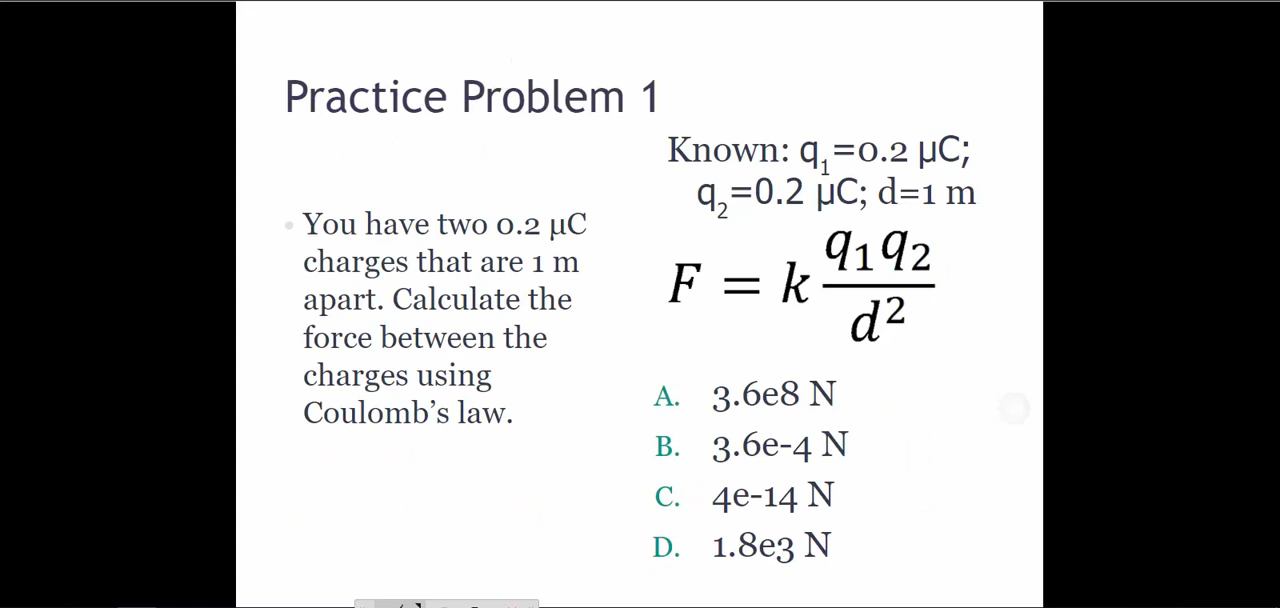 Practice Problem 1
• You have two 0.2 µC
charges that are 1 m
apart. Calculate the
force between the
charges using
Coulomb’s law.
Known: q₁=0.2 µC;
q₂=0.2 µC; d=1 m
F = k q₁q₂/d²
A. 3.6e8 N
B. 3.6e-4 N
C. 4e-14 N
D. 1.8e3 N